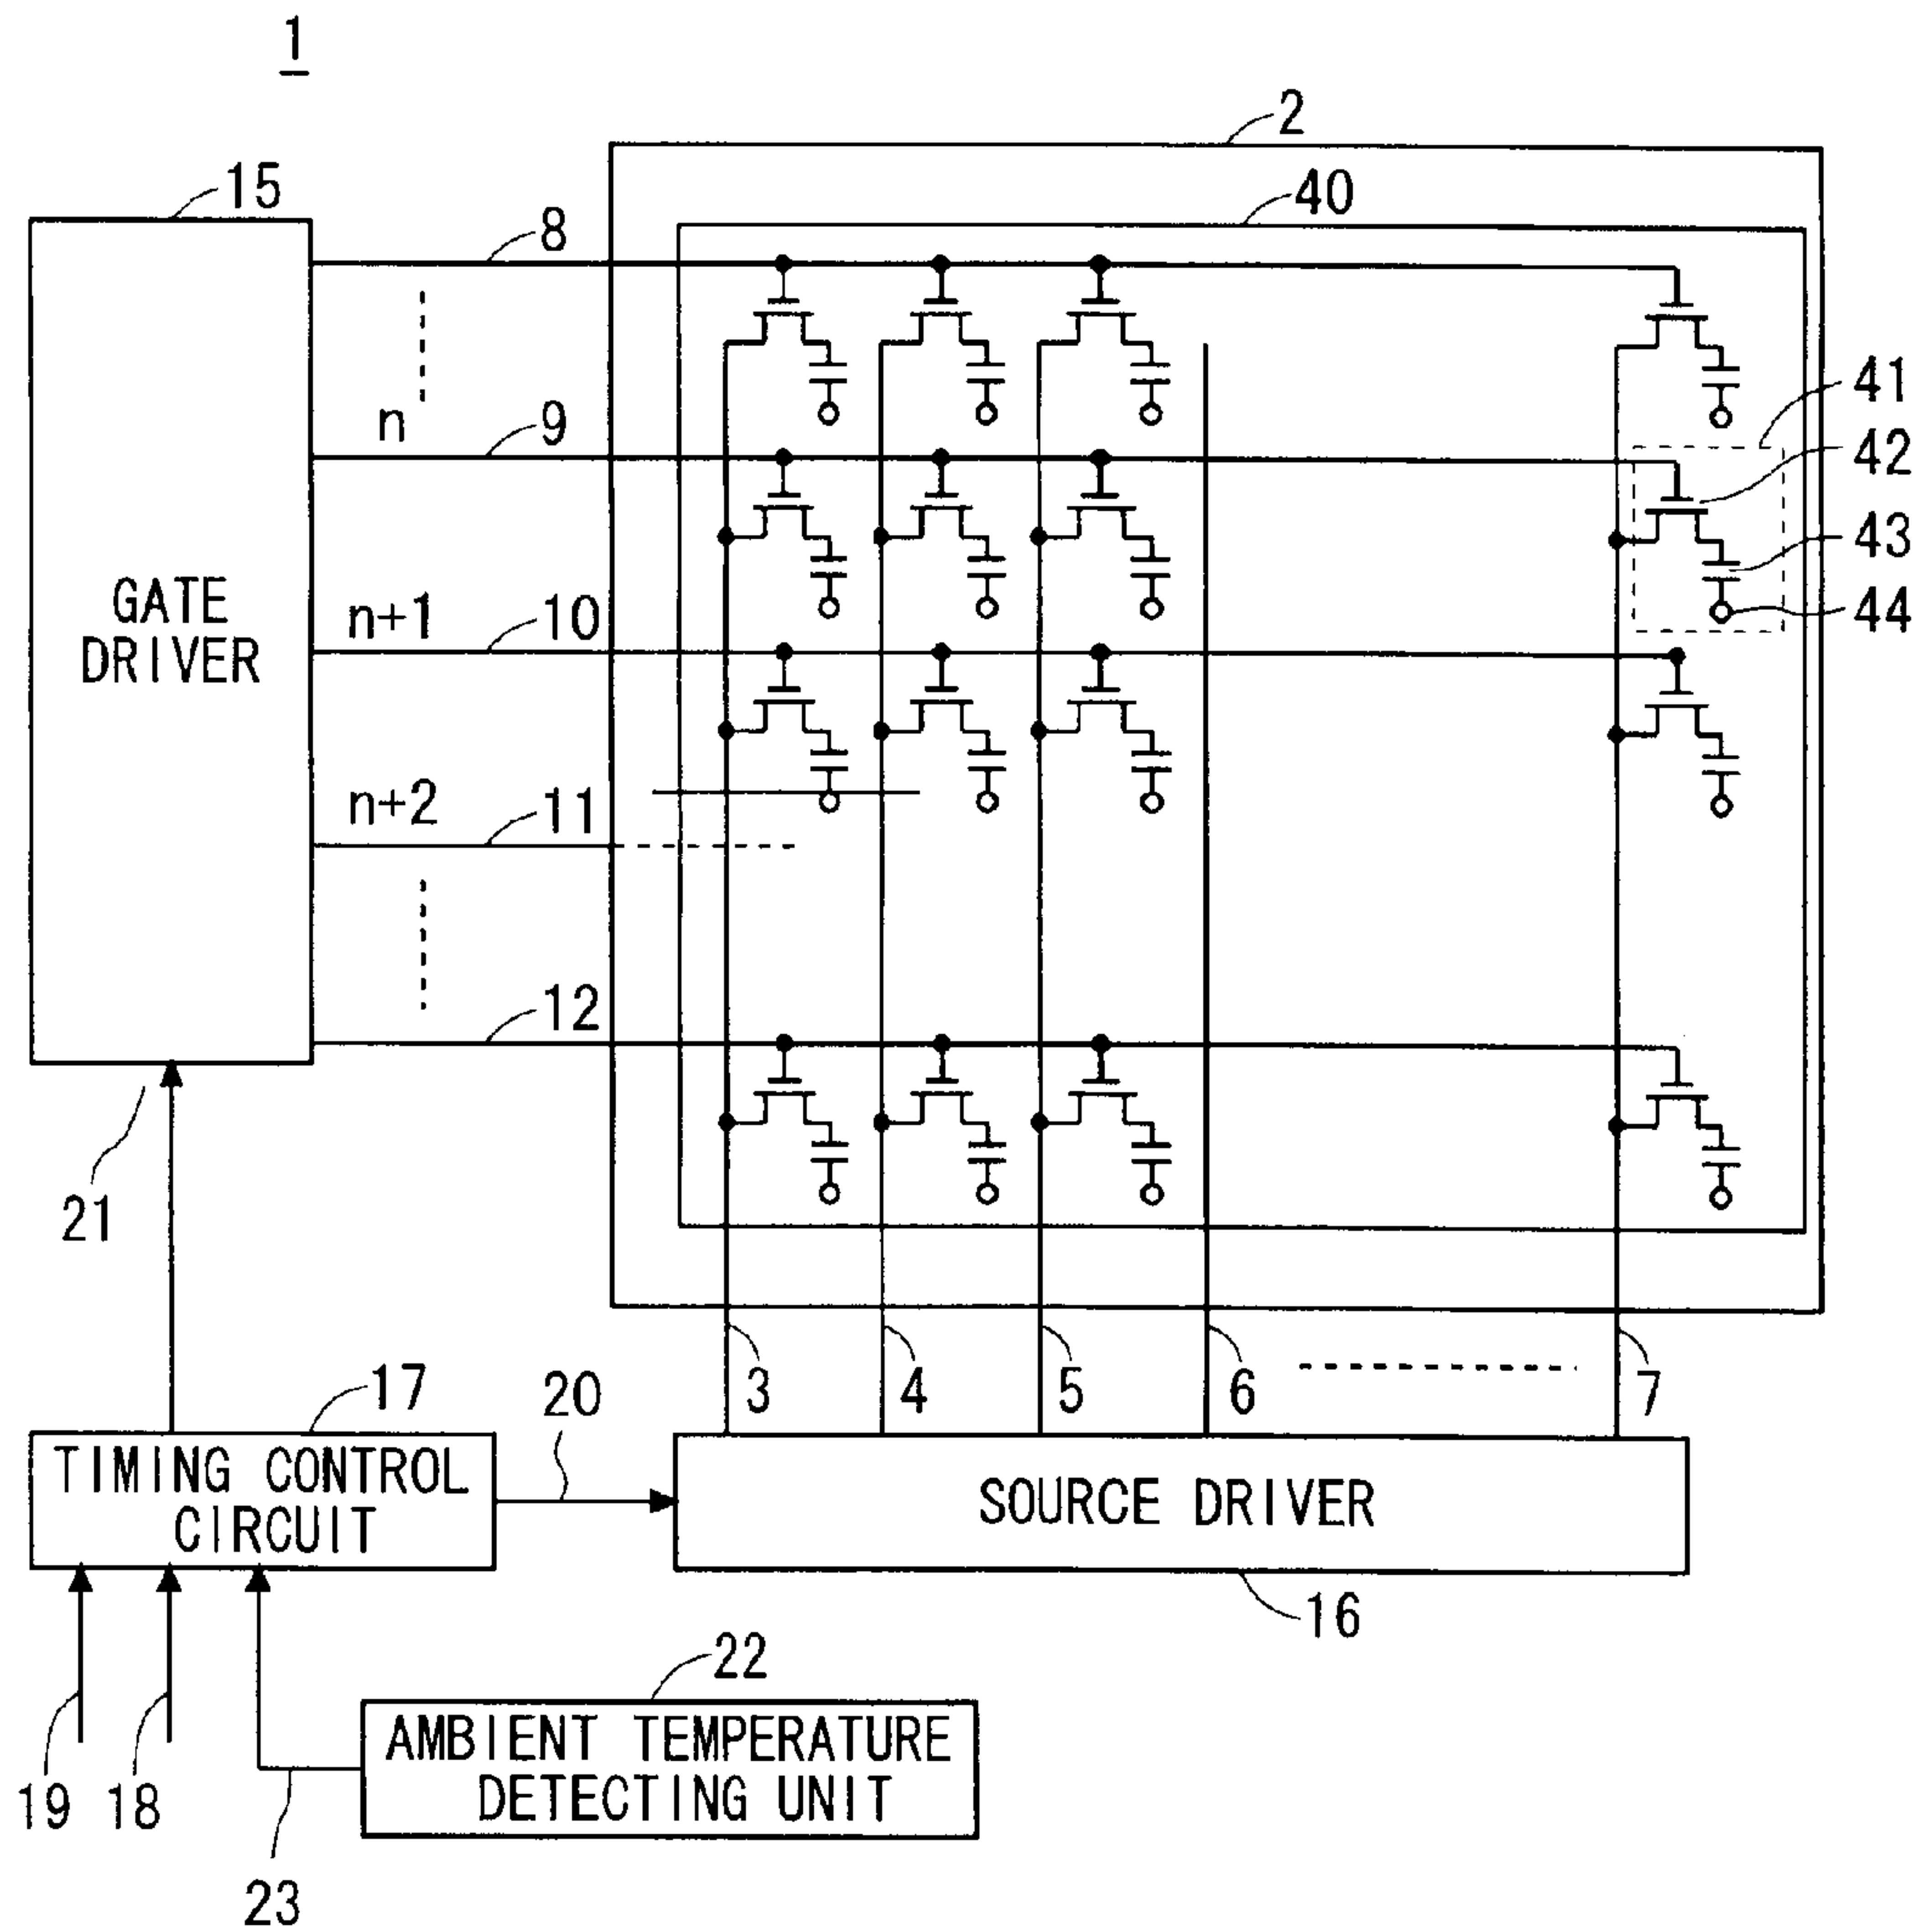 1
2
40
15
8
n
9
41
42
43
44
GATE
DRIVER
n+1
10
n+2
11
12
21
3
4
5
6
7
17
20
TIMING CONTROL
CIRCUIT
SOURCE DRIVER
16
22
AMBIENT TEMPERATURE
DETECTING UNIT
19
18
23